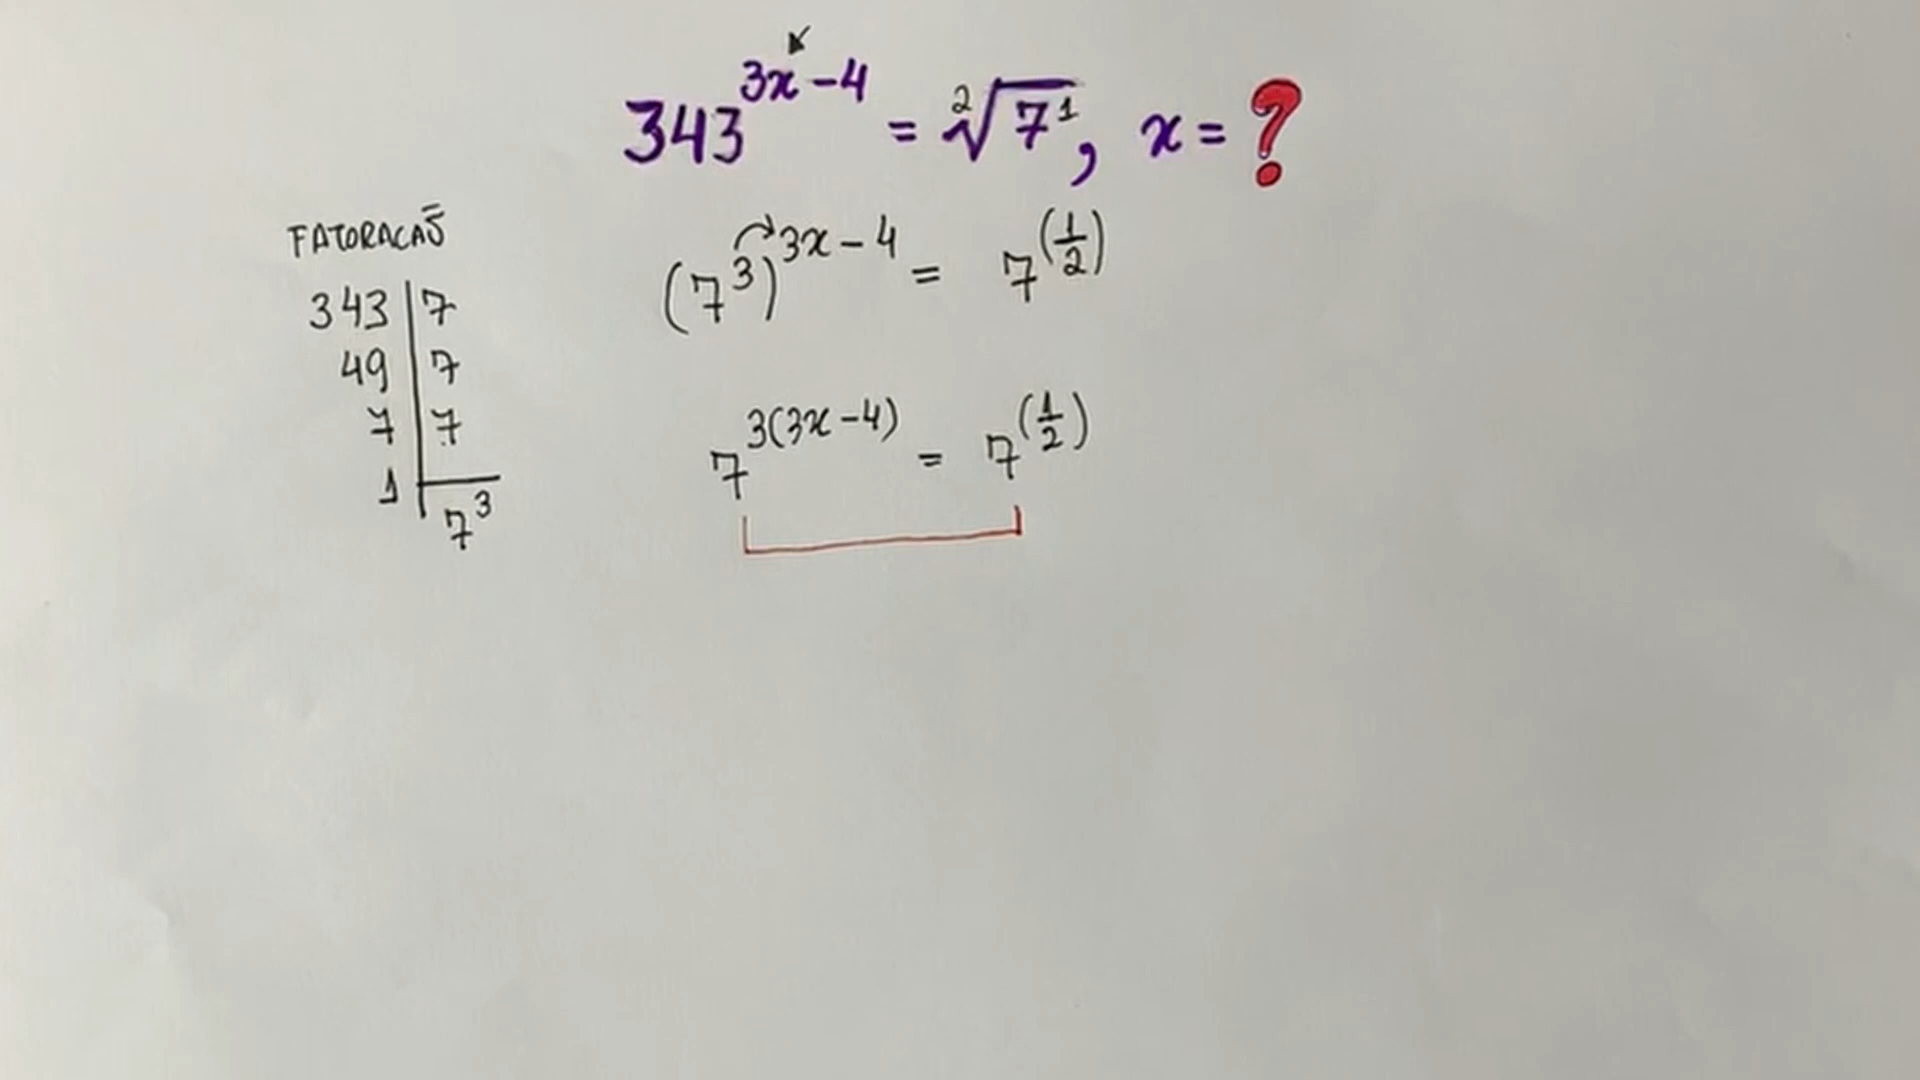 343^(3x-4) = ²√7¹, x = ?
FATORACAÕ
343 | 7
49 | 7
7 | 7
1 | 7³
(7³)^(3x-4) = 7^(1/2)
7^(3(3x-4)) = 7^(1/2)